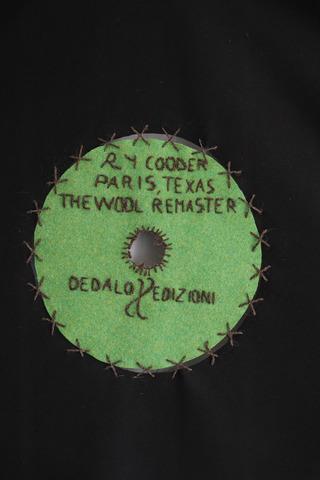 RY COODER
PARIS, TEXAS
THE WOOL REMASTER
DEDALO EDIZIONI